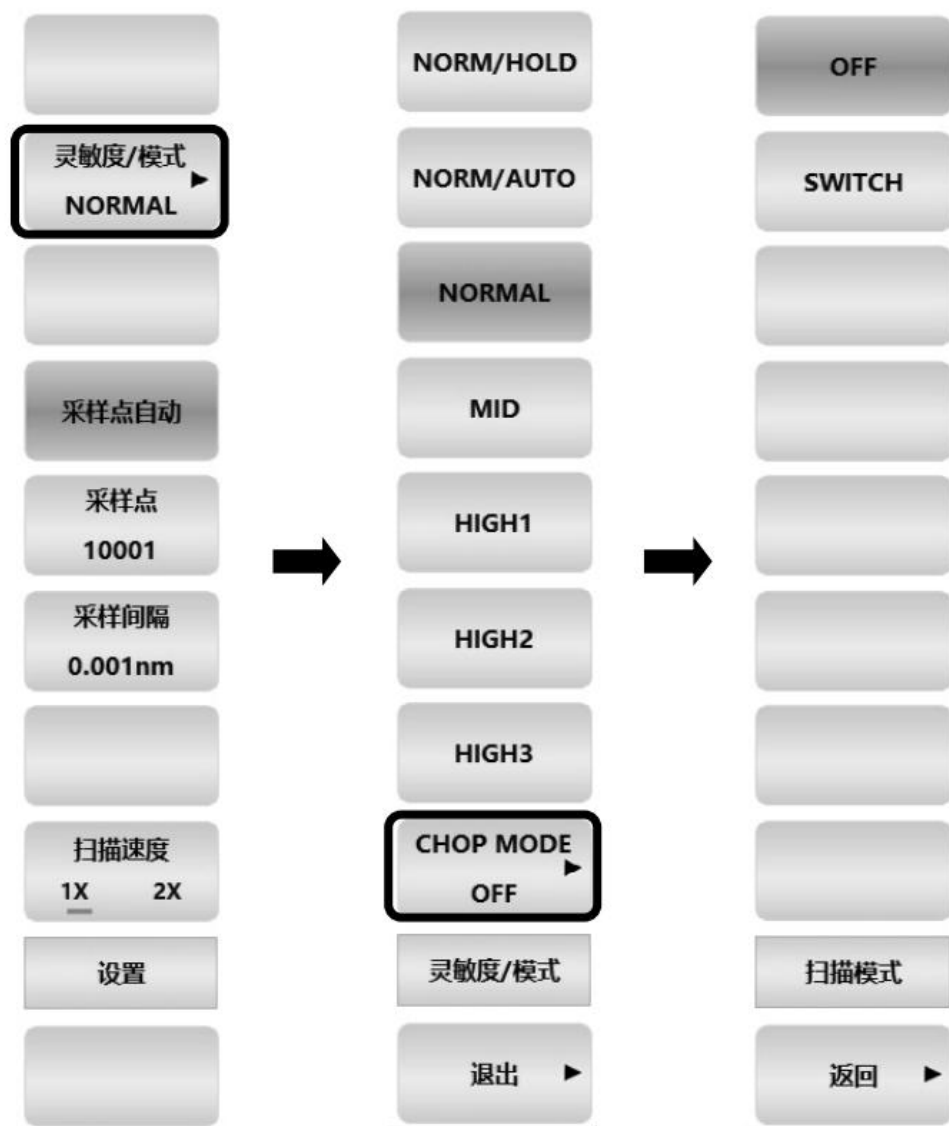 灵敏度/模式
NORMAL
采样点自动
采样点
10001
采样间隔
0.001nm
扫描速度
1X 2X
设置
NORM/HOLD
NORM/AUTO
NORMAL
MID
HIGH1
HIGH2
HIGH3
CHOP MODE
OFF
灵敏度/模式
退出
OFF
SWITCH
扫描模式
返回